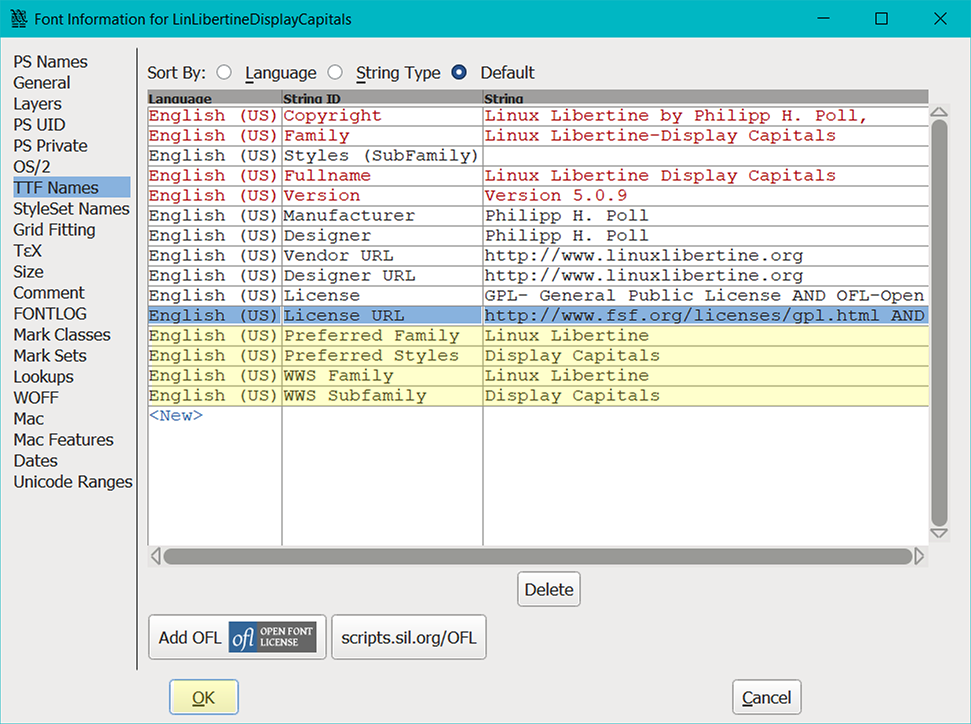 Font Information for LinLibertineDisplayCapitals
PS Names
General
Layers
PS UID
PS Private
OS/2
TTF Names
StyleSet Names
Grid Fitting
TεX
Size
Comment
FONTLOG
Mark Classes
Mark Sets
Lookups
WOFF
Mac
Mac Features
Dates
Unicode Ranges
Sort By: Language String Type Default
Language String ID String
English (US) Copyright Linux Libertine by Philipp H. Poll,
English (US) Family Linux Libertine-Display Capitals
English (US) Styles (SubFamily)
English (US) Fullname Linux Libertine Display Capitals
English (US) Version Version 5.0.9
English (US) Manufacturer Philipp H. Poll
English (US) Designer Philipp H. Poll
English (US) Vendor URL http://www.linuxlibertine.org
English (US) Designer URL http://www.linuxlibertine.org
English (US) License GPL- General Public License AND OFL-Open
English (US) License URL http://www.fsf.org/licenses/gpl.html AND
English (US) Preferred Family Linux Libertine
English (US) Preferred Styles Display Capitals
English (US) WWS Family Linux Libertine
English (US) WWS Subfamily Display Capitals
<New>
Delete
Add OFL ofl OPEN FONT LICENSE scripts.sil.org/OFL
OK Cancel